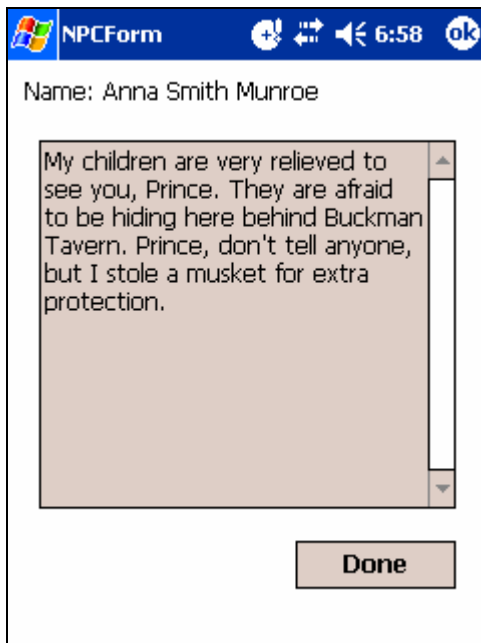 NPCForm 6:58 ok
Name: Anna Smith Munroe
My children are very relieved to
see you, Prince. They are afraid
to be hiding here behind Buckman
Tavern. Prince, don't tell anyone,
but I stole a musket for extra
protection.
Done